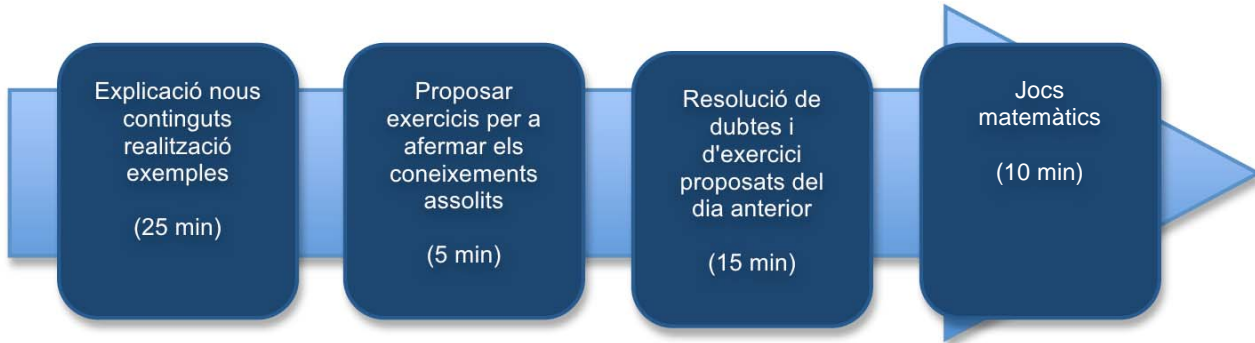 Explicació nous
continguts
realització
exemples
(25 min)
Proposar
exercicis per a
afermar els
coneixements
assolits
(5 min)
Resolució de
dubtes i
d'exercici
proposats del
dia anterior
(15 min)
Jocs
matemàtics
(10 min)